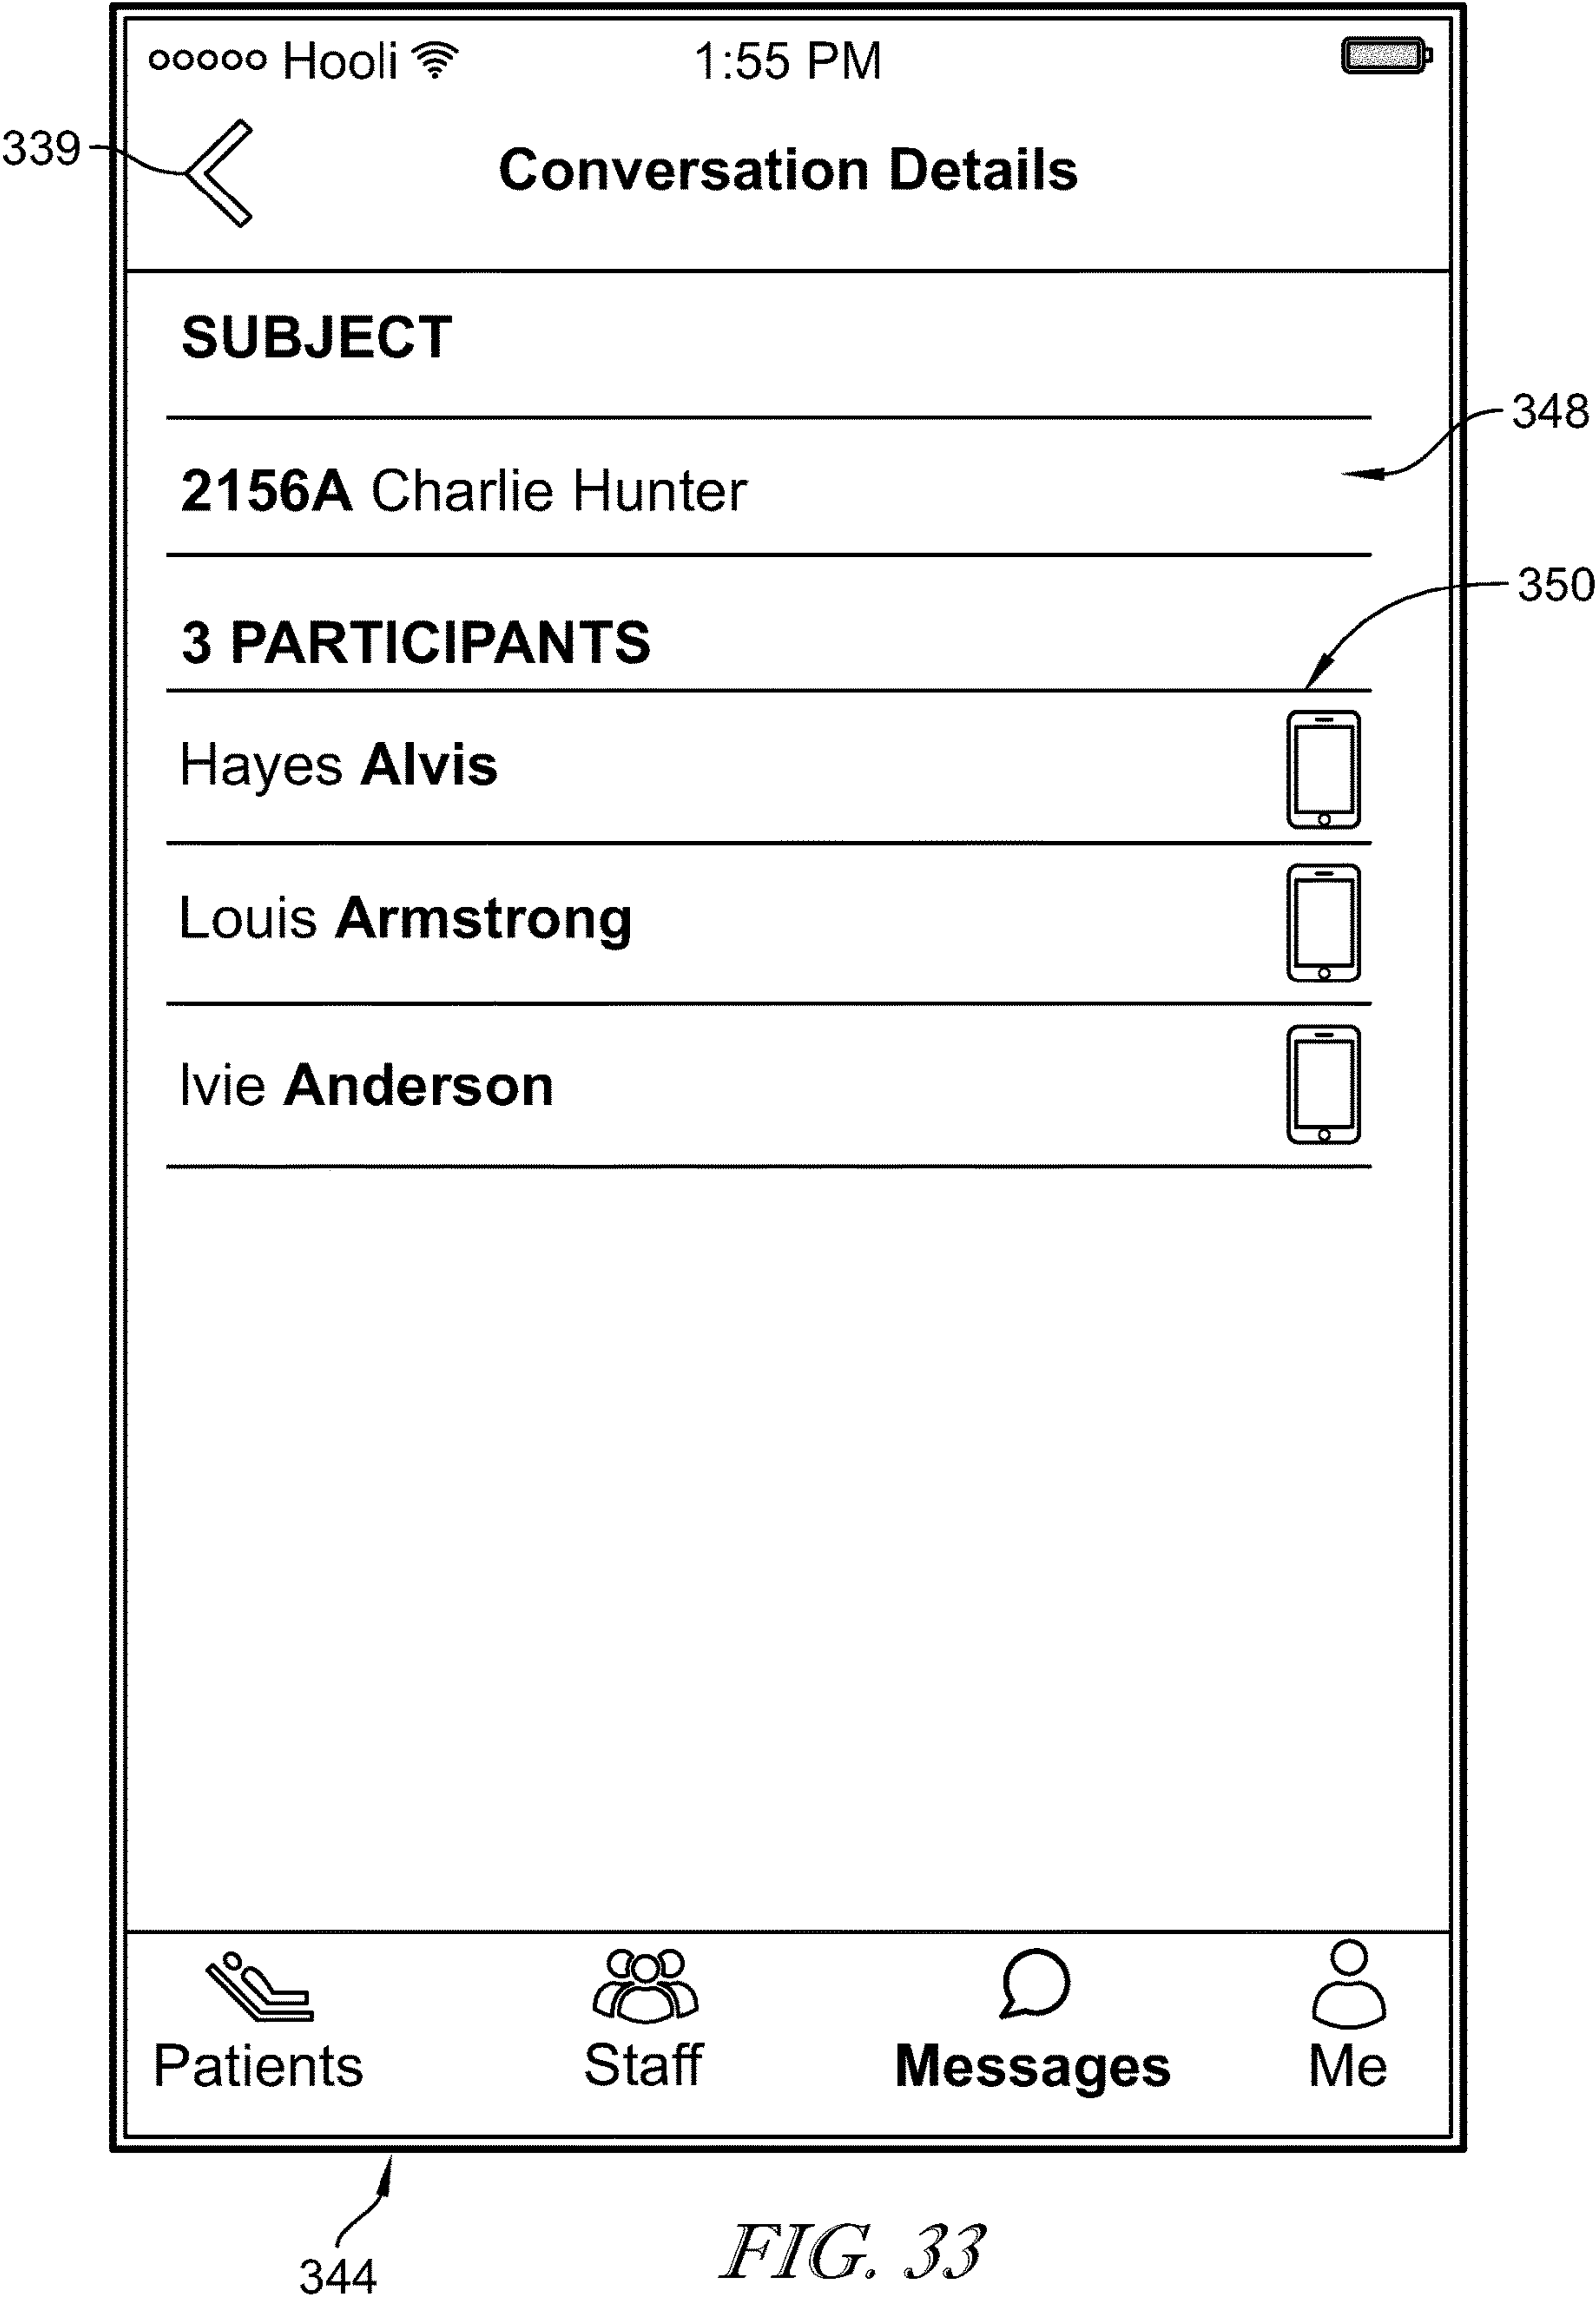 Hooli 1:55 PM
339
Conversation Details
SUBJECT
348
2156A Charlie Hunter
350
3 PARTICIPANTS
Hayes Alvis
Louis Armstrong
Ivie Anderson
Patients Staff Messages Me
344
FIG. 33